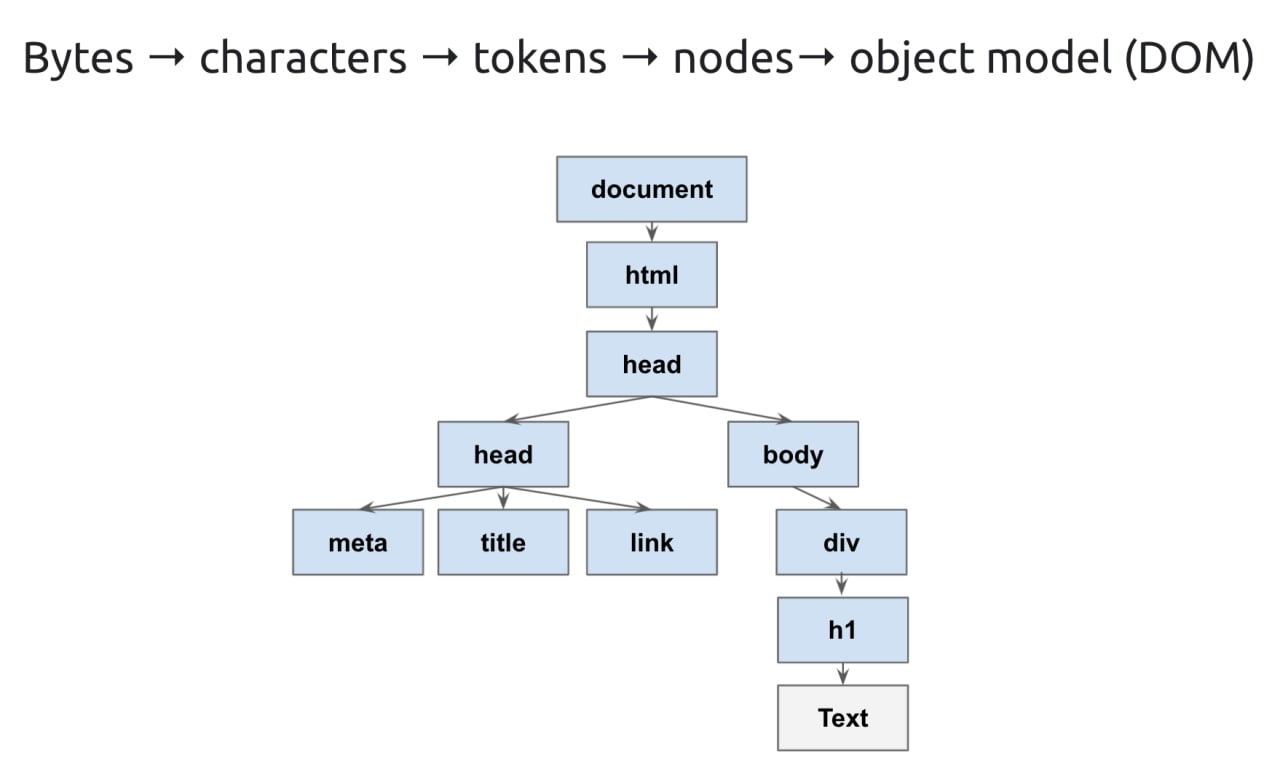 Bytes → characters → tokens → nodes→ object model (DOM)
document
html
head
head
body
meta
title
link
div
h1
Text